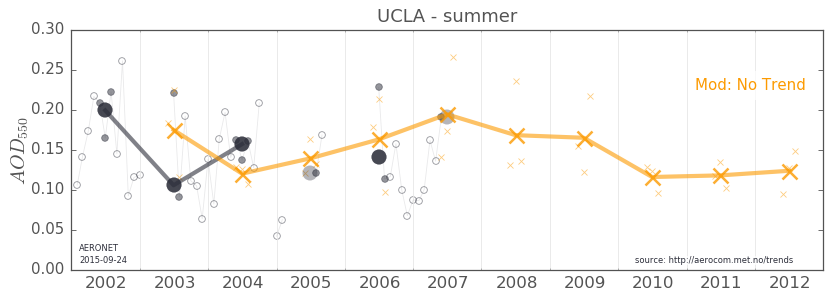 UCLA - summer
0.30
0.25
0.20
0.15
0.10
0.05
0.00
AOD550
Mod: No Trend
AERONET
2015-09-24
source: http://aerocom.met.no/trends
2002 2003 2004 2005 2006 2007 2008 2009 2010 2011 2012